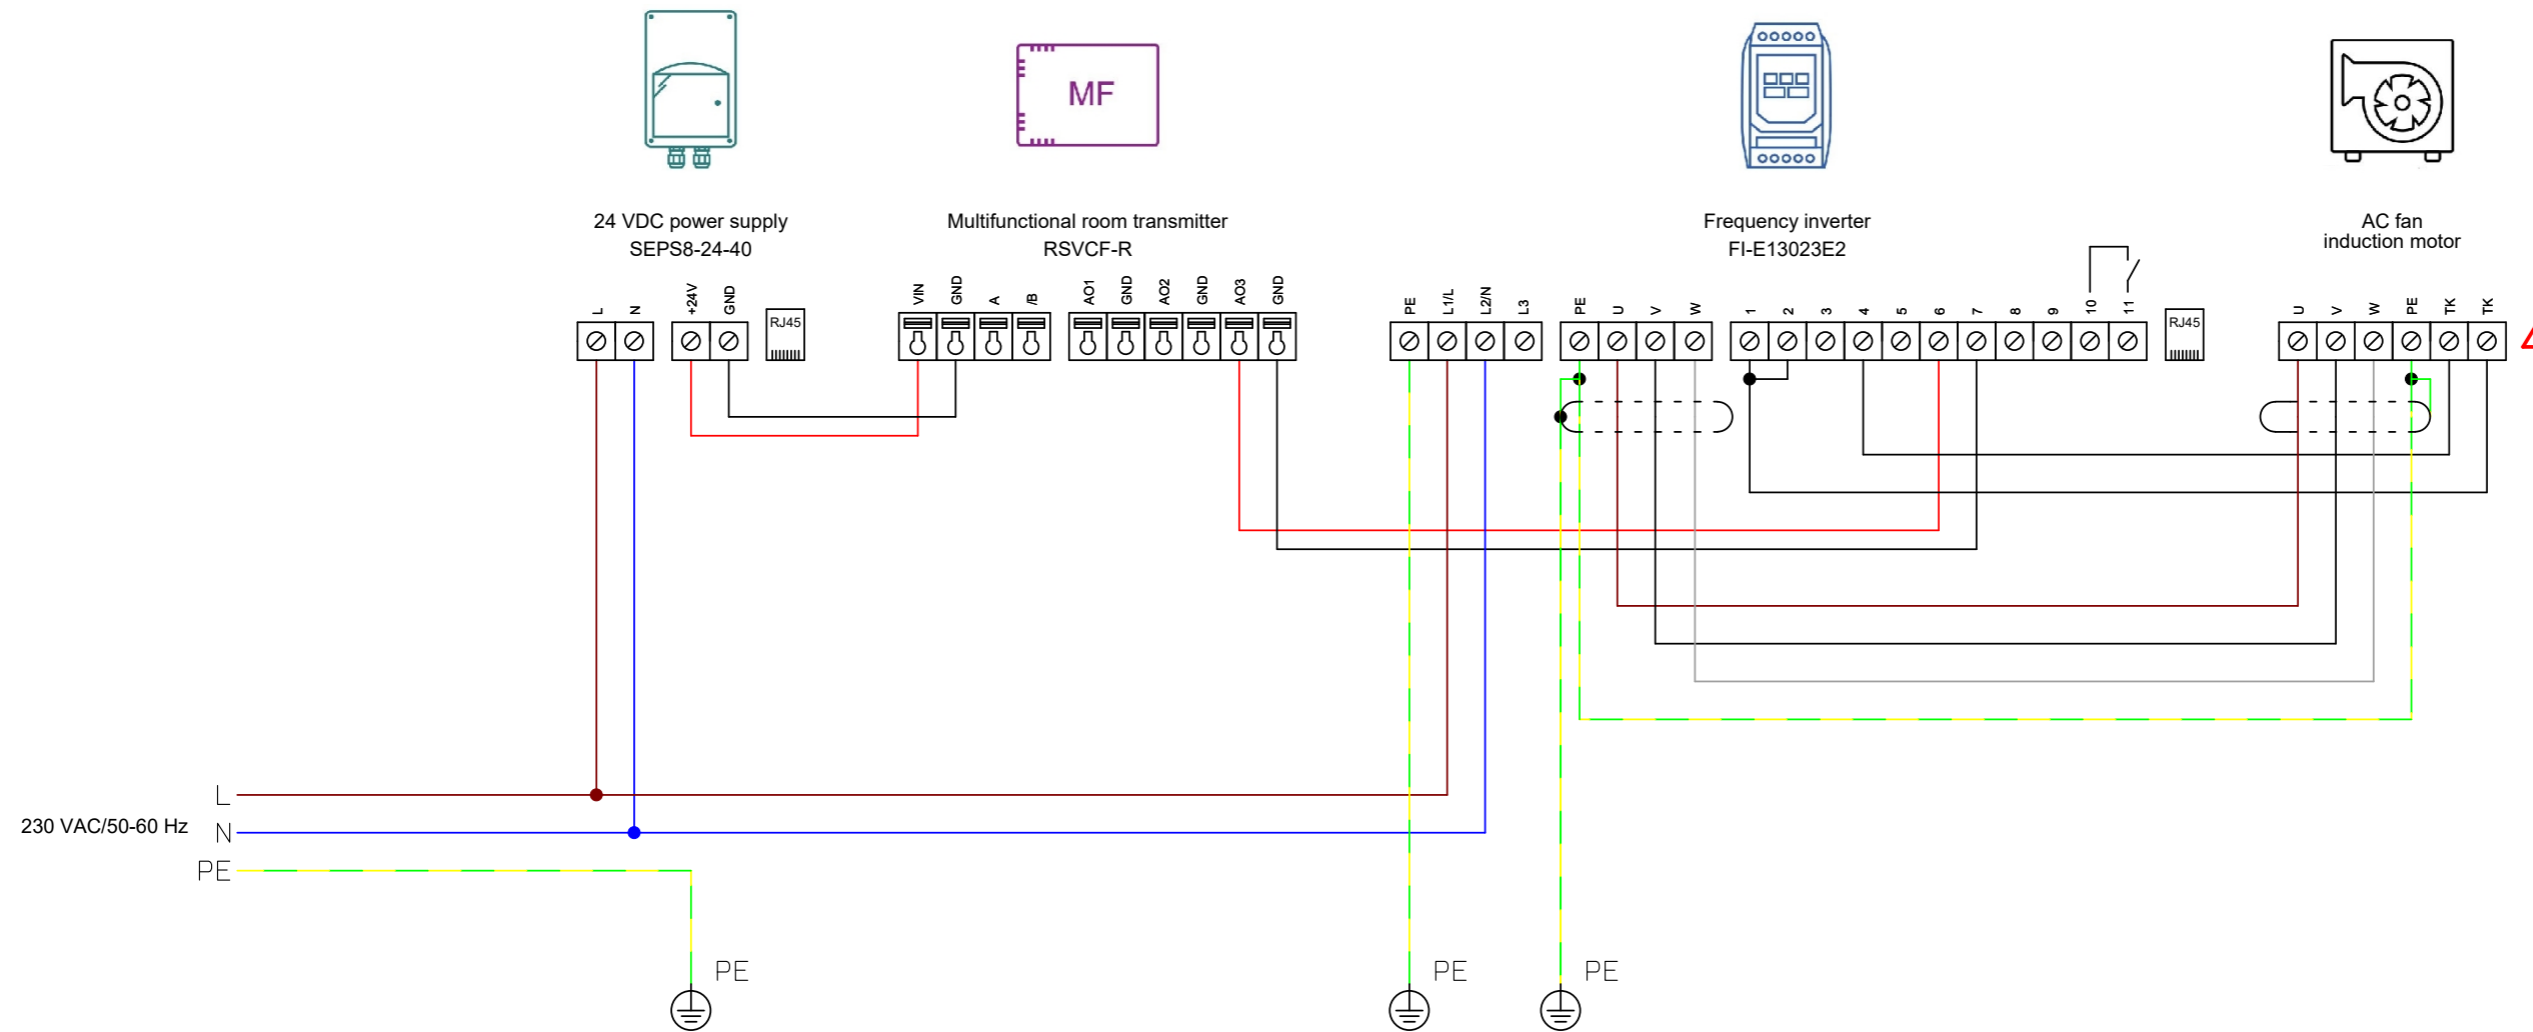 MF
24 VDC power supply
SEPS8-24-40
Multifunctional room transmitter
RSVCF-R
Frequency inverter
FI-E13023E2
AC fan
induction motor
L N +24V GND RJ45
VIN GND A /B AO1 GND AO2 GND AO3 GND
PE L1/L L2/N L3 PE U V W 1 2 3 4 5 6 7 8 9 10 11 RJ45
U V W PE TK TK
L
230 VAC/50-60 Hz N
PE
PE
PE
PE